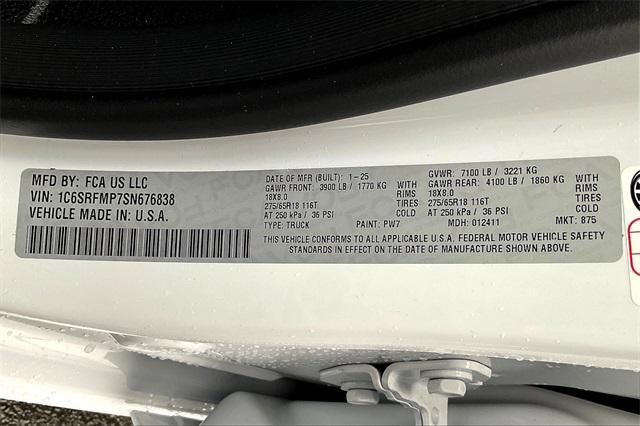 MFD BY: FCA US LLC
VIN: 1C6SRFMP7SN676838
VEHICLE MADE IN U.S.A.
DATE OF MFR (BUILT): 1-25 GVWR: 7100 LB / 3221 KG
GAWR FRONT: 3900 LB / 1770 KG WITH GAWR REAR: 4100 LB / 1860 KG WITH
18X8.0 RIMS 18X8.0 RIMS
275/65R18 116T TIRES 275/65R18 116T TIRES
AT 250 kPa / 36 PSI COLD AT 250 kPa / 36 PSI COLD
TYPE: TRUCK PAINT: PW7 MDH: 012411 MKT: 875
THIS VEHICLE CONFORMS TO ALL APPLICABLE U.S.A. FEDERAL MOTOR VEHICLE SAFETY
STANDARDS IN EFFECT ON THE DATE OF MANUFACTURE SHOWN ABOVE.